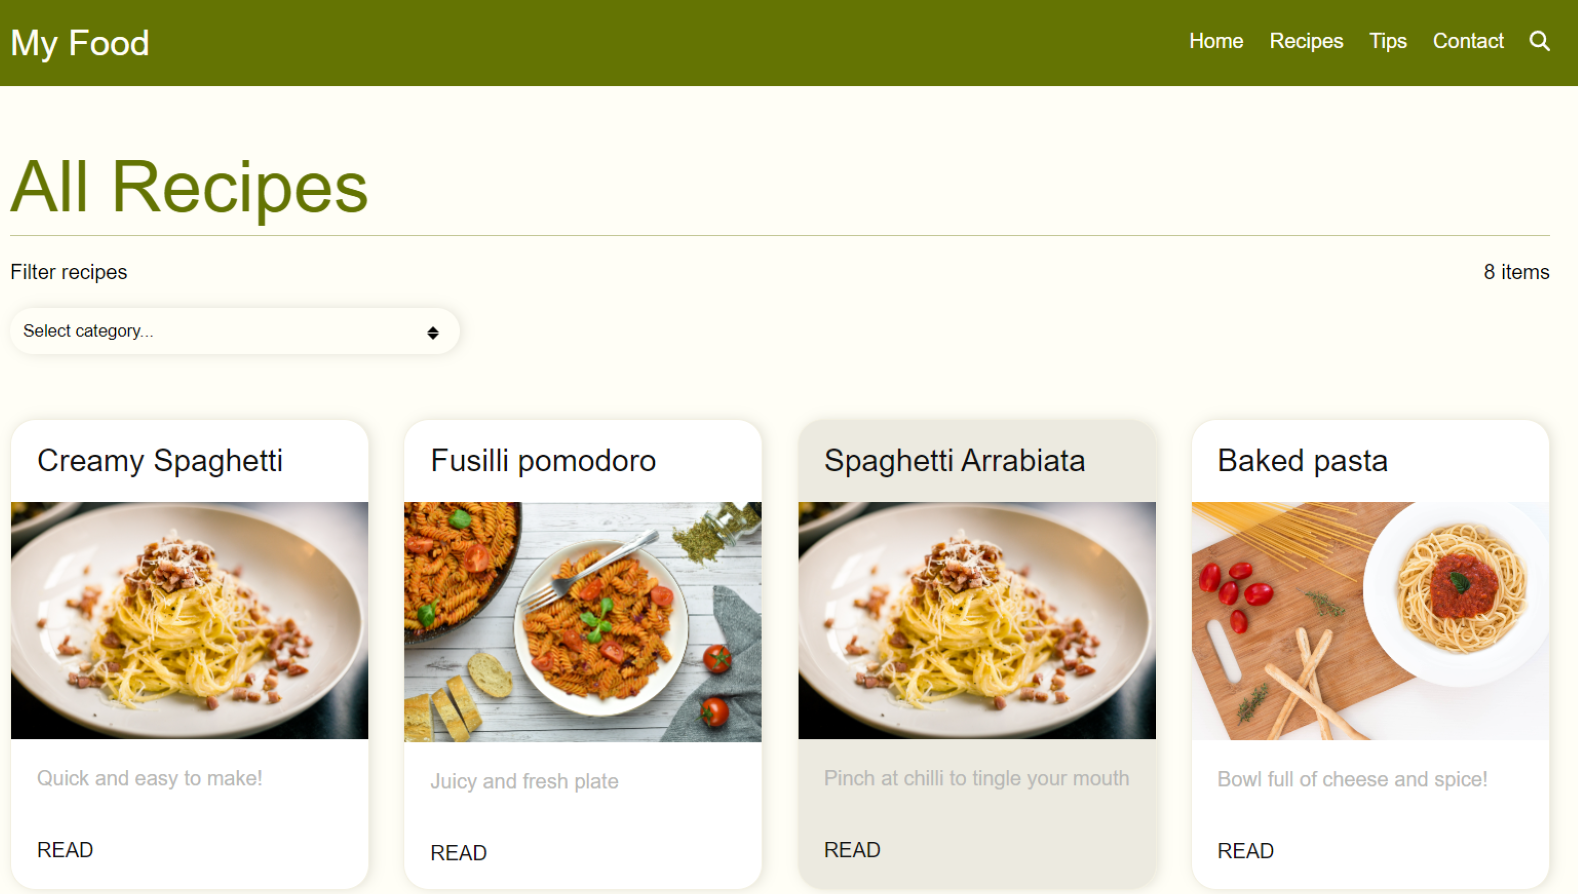 My Food
Home Recipes Tips Contact
All Recipes
Filter recipes
8 items
Select category...
Creamy Spaghetti
Quick and easy to make!
READ
Fusilli pomodoro
Juicy and fresh plate
READ
Spaghetti Arrabiata
Pinch at chilli to tingle your mouth
READ
Baked pasta
Bowl full of cheese and spice!
READ